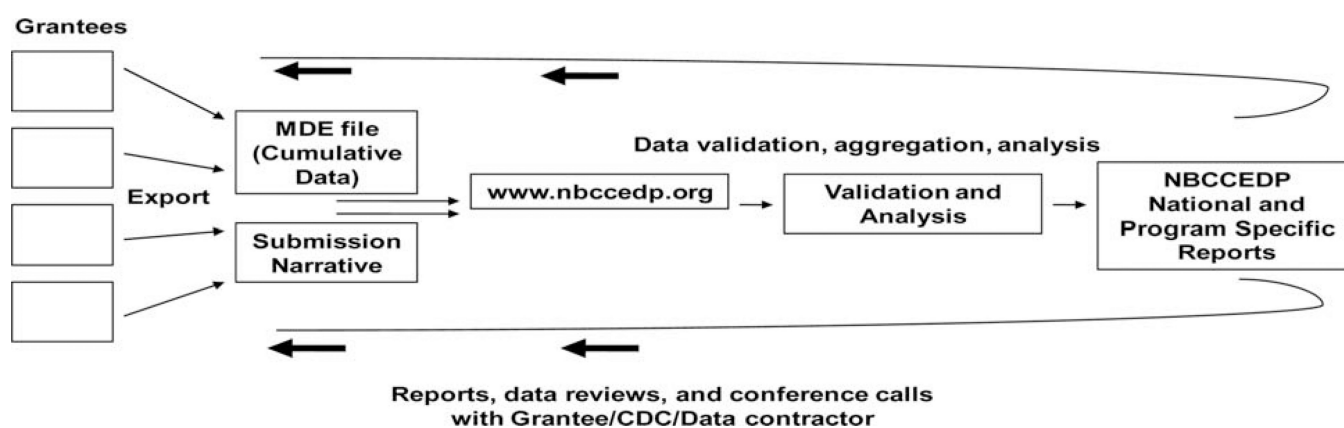 Grantees
MDE file
(Cumulative
Data)
Export
Submission
Narrative
www.nbccedp.org
Data validation, aggregation, analysis
Validation and
Analysis
NBCCEDP
National and
Program Specific
Reports
Reports, data reviews, and conference calls
with Grantee/CDC/Data contractor